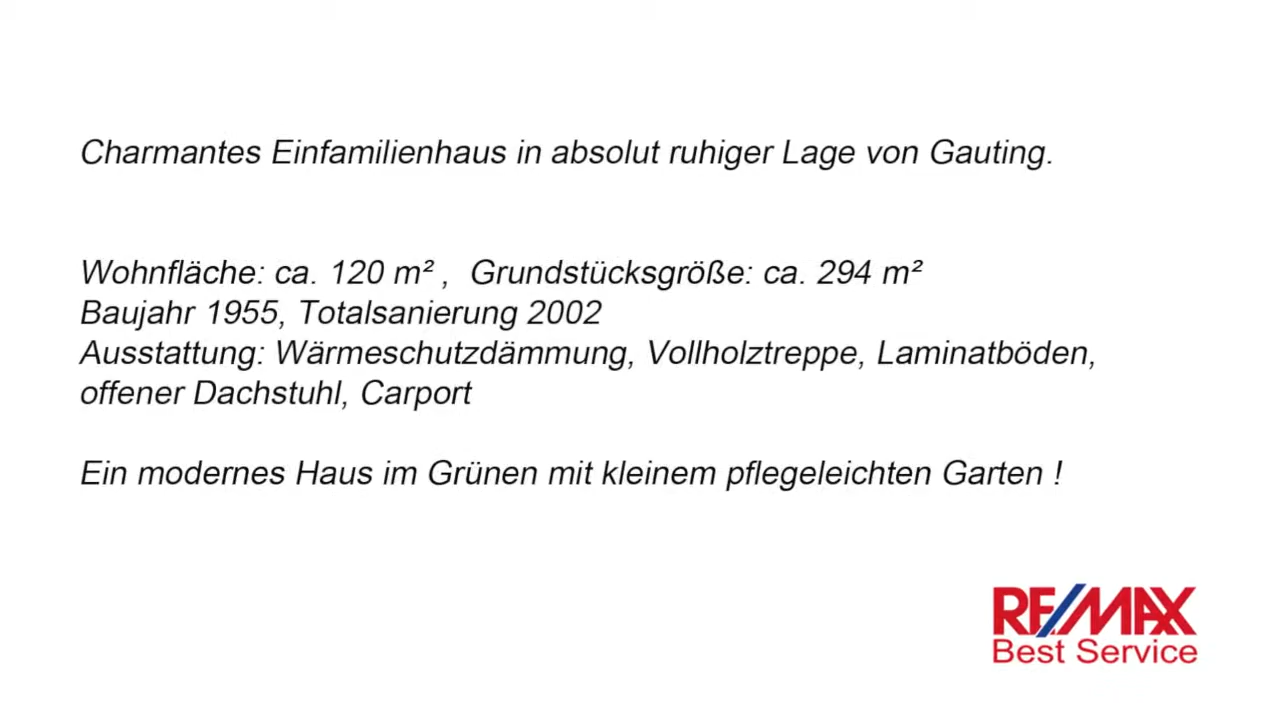 Charmantes Einfamilienhaus in absolut ruhiger Lage von Gauting.
Wohnfläche: ca. 120 m² , Grundstücksgröße: ca. 294 m²
Baujahr 1955, Totalsanierung 2002
Ausstattung: Wärmeschutzdämmung, Vollholztreppe, Laminatböden,
offener Dachstuhl, Carport
Ein modernes Haus im Grünen mit kleinem pflegeleichten Garten !
RE/MAX
Best Service